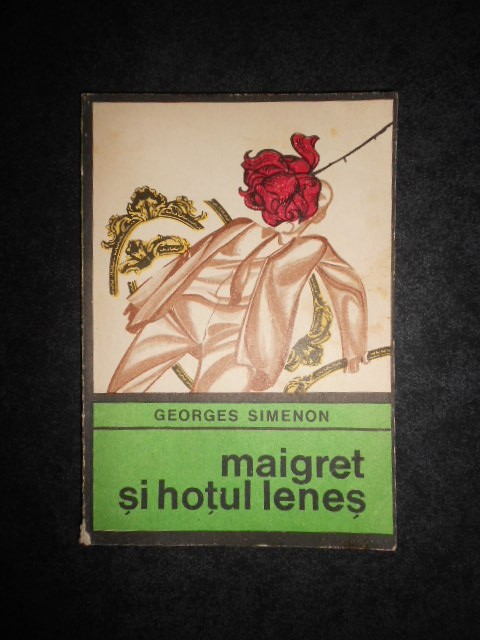 GEORGES SIMENON
maigret
și hoțul leneș